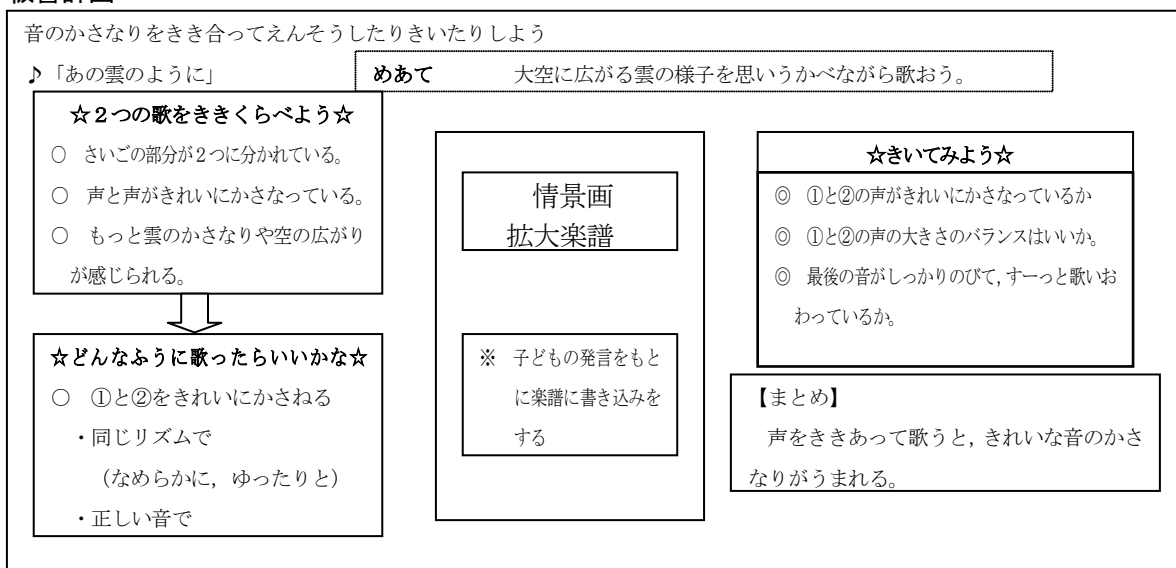 音のかさなりをきき合ってえんそうしたりきいたりしよう
♪「あの雲のように」
めあて　大空に広がる雲の様子を思いうかべながら歌おう。
☆２つの歌をききくらべよう☆
○ さいごの部分が２つに分かれている。
○ 声と声がきれいにかさなっている。
○ もっと雲のかさなりや空の広がり
が感じられる。
☆どんなふうに歌ったらいいかな☆
○ ①と②をきれいにかさねる
・同じリズムで
（なめらかに，ゆったりと）
・正しい音で
情景画
拡大楽譜
※ 子どもの発言をもと
に楽譜に書き込みを
する
☆きいてみよう☆
◎ ①と②の声がきれいにかさなっているか
◎ ①と②の声の大きさのバランスはいいか。
◎ 最後の音がしっかりのびて，すーっと歌いお
わっているか。
【まとめ】
声をききあって歌うと，きれいな音のかさ
なりがうまれる。